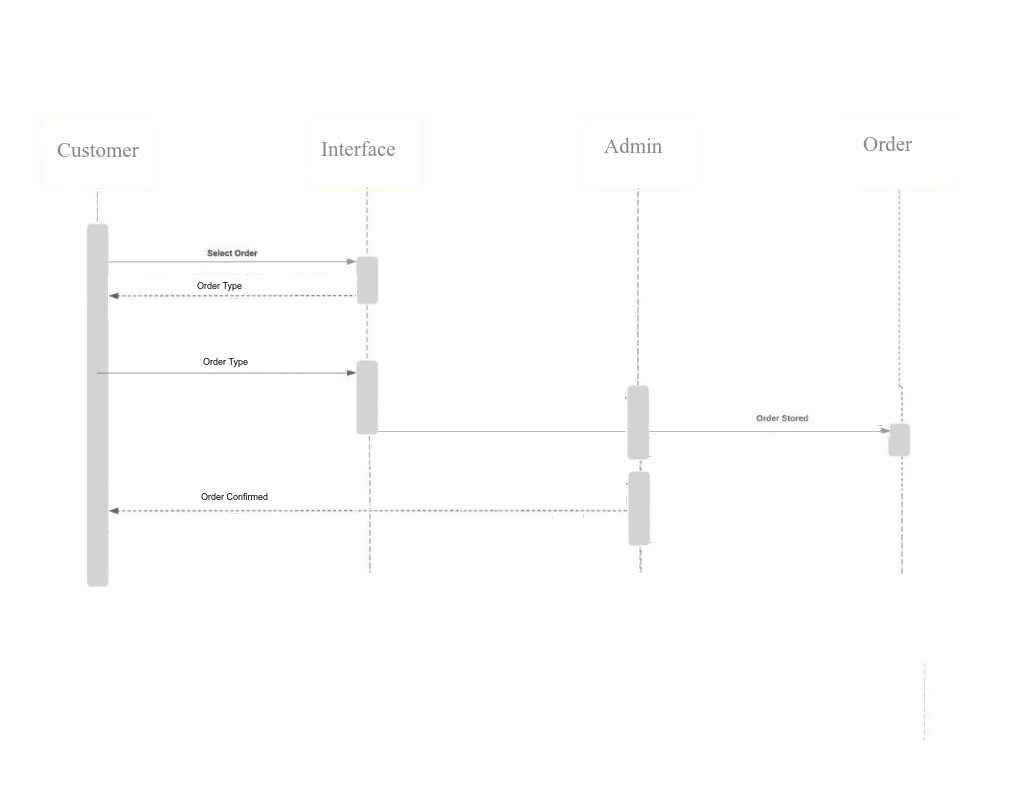 Customer
Interface
Admin
Order
Select Order
Order Type
Order Type
Order Stored
Order Confirmed